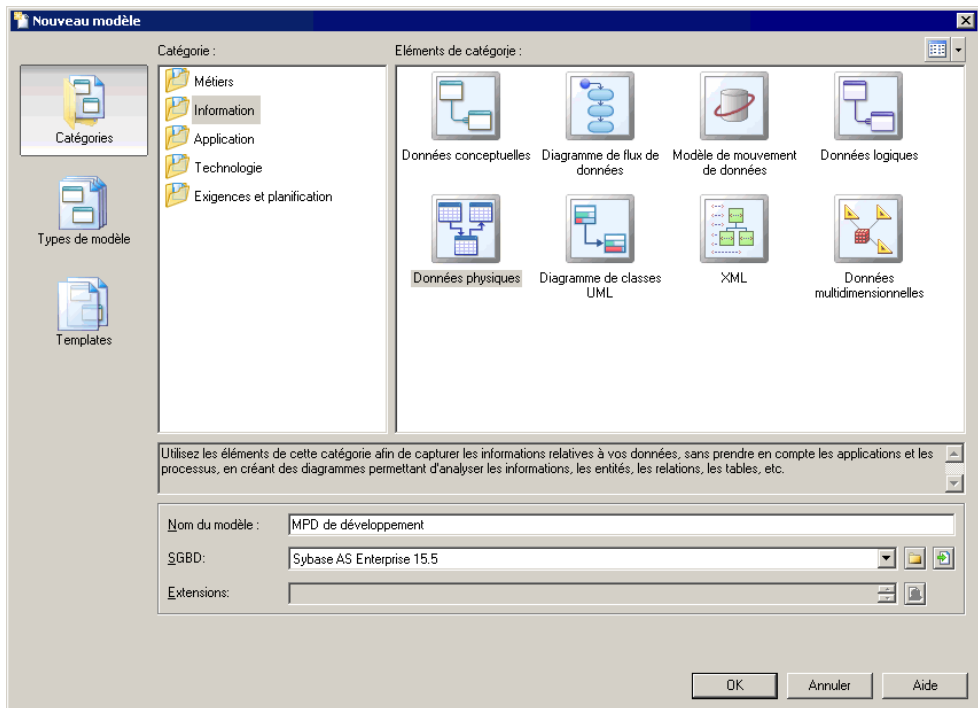 Nouveau modèle
Catégorie :
Eléments de catégorie :
Catégories
Types de modèle
Templates
Métiers
Information
Application
Technologie
Exigences et planification
Données conceptuelles
Diagramme de flux de
données
Modèle de mouvement
de données
Données logiques
Données physiques
Diagramme de classes
UML
XML
Données
multidimensionnelles
Utilisez les éléments de cette catégorie afin de capturer les informations relatives à vos données, sans prendre en compte les applications et les
processus, en créant des diagrammes permettant d'analyser les informations, les entités, les relations, les tables, etc.
Nom du modèle :
MPD de développement
SGBD:
Sybase AS Enterprise 15.5
Extensions:
OK
Annuler
Aide